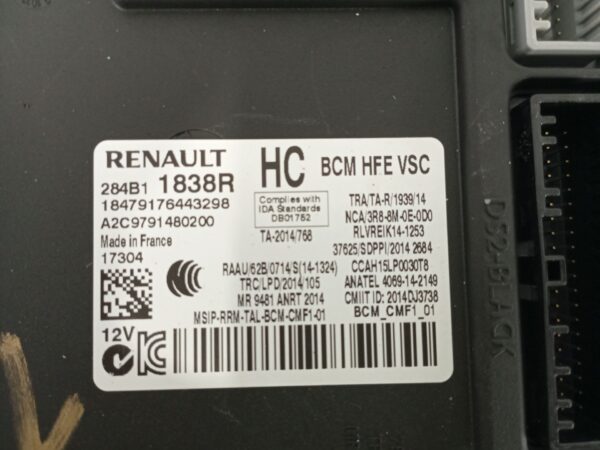 RENAULT HC BCM HFE VSC
284B1 1838R
18479176443298
A2C9791480200
Made in France
17304
Complies with
IDA Standards
DB01752
TA-2014/768
TRA/TA-R/1939/14
NCA/3R8-8M-0E-0D0
RLVREIK14-1253
37625/SDPPI/2014 2684
RAAU/62B/0714/S(14-1324) CCAH15LP0030T8
TRC/LPD/2014/105 ANATEL 4069-14-2149
MR 9481 ANRT 2014 CMIIT ID: 2014DJ3738
MSIP-RRM-TAL-BCM-CMF1-01 BCM_CMF1_01
12V
DS2+BLACK